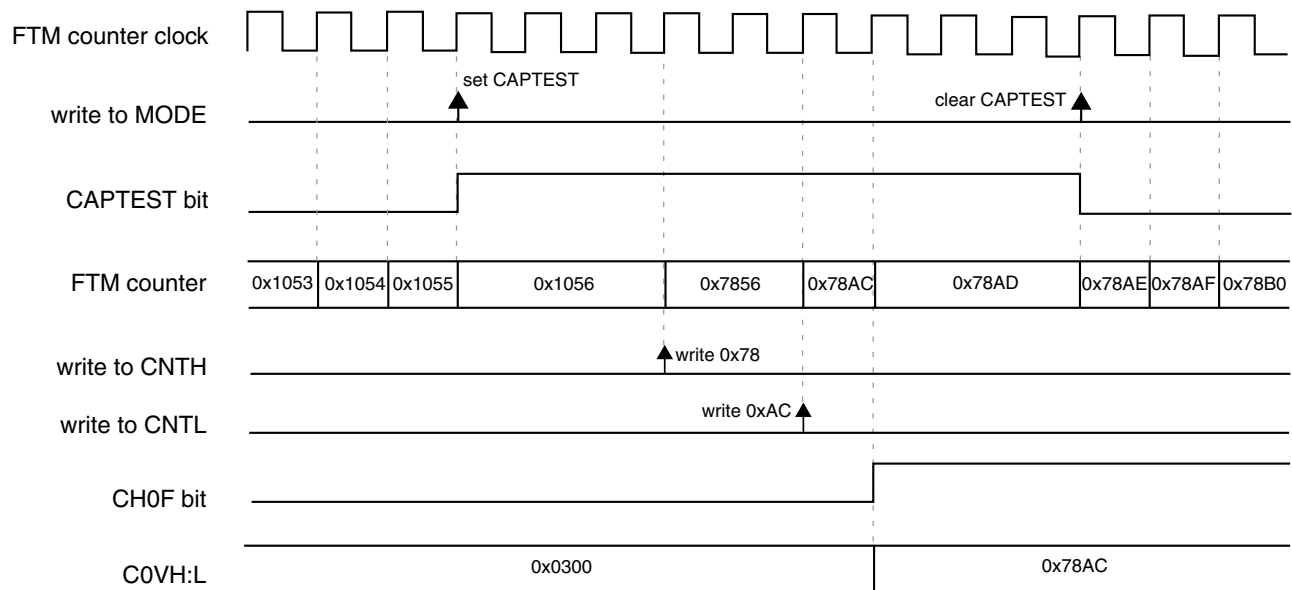 FTM counter clock
set CAPTEST
clear CAPTEST
write to MODE
CAPTEST bit
FTM counter 0x1053 0x1054 0x1055 0x1056 0x7856 0x78AC 0x78AD 0x78AE 0x78AF 0x78B0
write to CNTH write 0x78
write to CNTL write 0xAC
CH0F bit
C0VH:L 0x0300 0x78AC